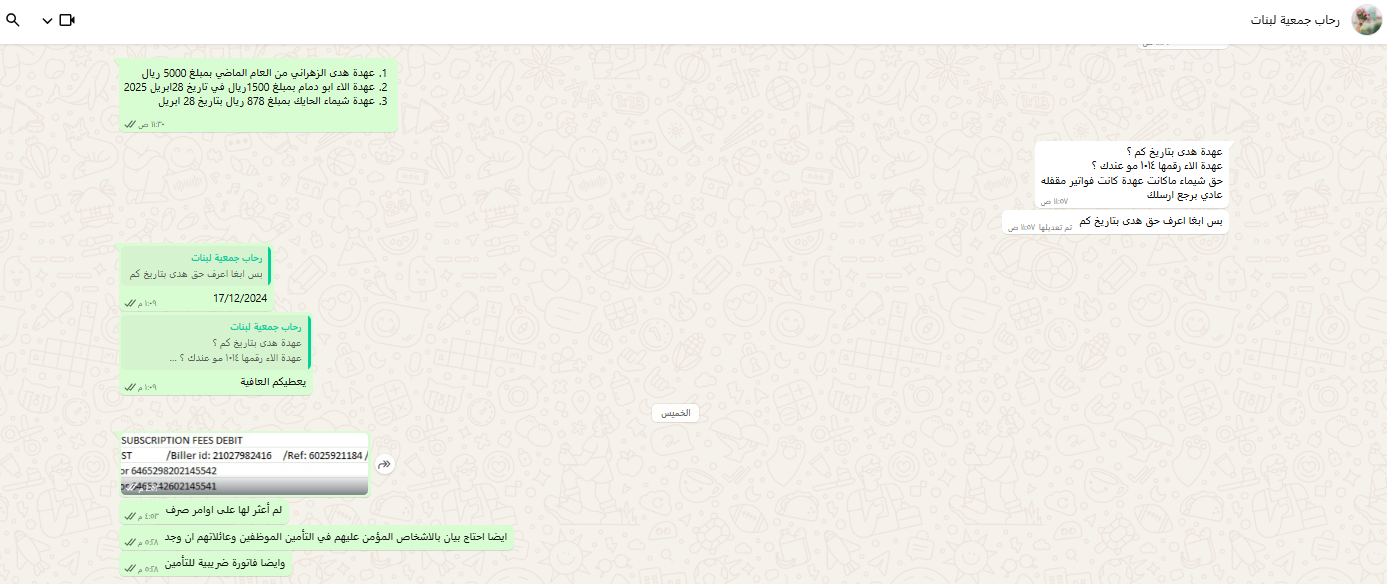 رحاب جمعية لبنات
1. عهدة هدى الزهراني من العام الماضي بمبلغ 5000 ريال
2. عهدة الاء ابو دمام بمبلغ 1500ريال في تاريخ 28ابريل 2025
3. عهدة شيماء الحايك بمبلغ 878 ريال بتاريخ 28 ابريل
١١:٣٠ ص
عهدة هدى بتاريخ كم ؟
عهدة الاء رقمها ١٠١٤ مو عندك ؟
حق شيماء ماكانت عهدة كانت فواتير مقفله
عادي برجع ارسلك
١١:٥٧ ص
بس ابغا اعرف حق هدى بتاريخ كم
تم تعديلها ١١:٥٧ ص
رحاب جمعية لبنات
بس ابغا اعرف حق هدى بتاريخ كم
17/12/2024
١:٠٩ م
رحاب جمعية لبنات
عهدة هدى بتاريخ كم ؟
عهدة الاء رقمها ١٠١٤ مو عندك ؟ ...
يعطيكم العافية
١:٠٩ م
الخميس
SUBSCRIPTION FEES DEBIT
ST /Biller id: 21027982416 /Ref: 6025921184 /
or 6465298202145542
لم أعثر لها على اوامر صرف
٤:٥٣ م
ايضا احتاج بيان بالاشخاص المؤمن عليهم في التأمين الموظفين وعائلاتهم ان وجد
٥:٢٨ م
وايضا فاتورة ضريبية للتأمين
٥:٢٨ م